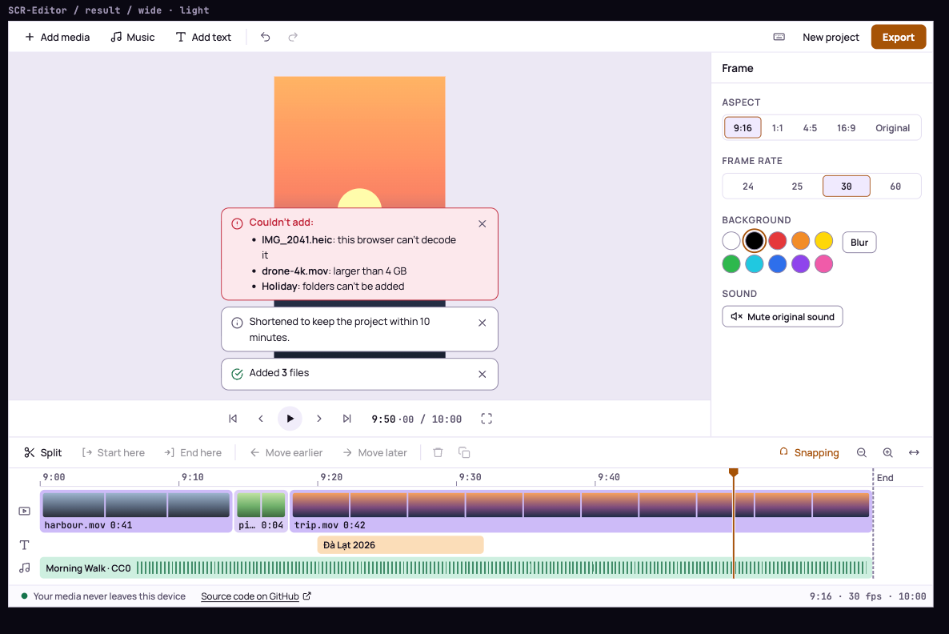 SCR-Editor / result / wide · light
Add media
Music
Add text
New project
Export
Frame
ASPECT
9:16
1:1
4:5
16:9
Original
FRAME RATE
24
25
30
60
BACKGROUND
Blur
SOUND
Mute original sound
Couldn't add:
• IMG_2041.heic: this browser can't decode
it
• drone-4k.mov: larger than 4 GB
• Holiday: folders can't be added
Shortened to keep the project within 10
minutes.
Added 3 files
9:50·00 / 10:00
Split
Start here
End here
Move earlier
Move later
Snapping
9:00
9:10
9:20
9:30
9:40
End
harbour.mov 0:41
pi… 0:04
trip.mov 0:42
Đà Lạt 2026
Morning Walk · CC0
Your media never leaves this device
Source code on GitHub
9:16 · 30 fps · 10:00